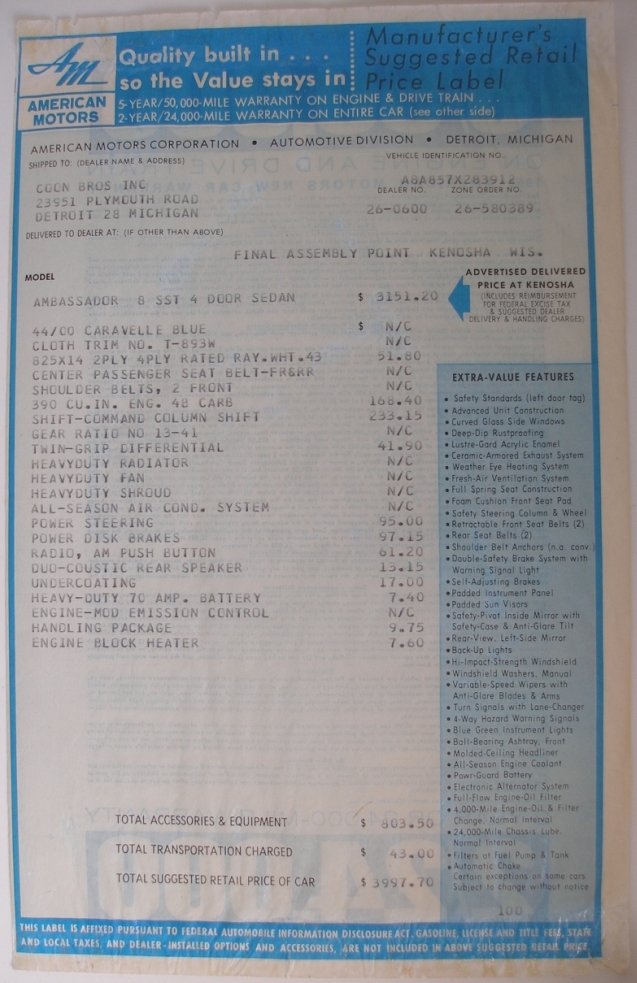 AM
AMERICAN
MOTORS
Quality built in . . .
so the Value stays in
Manufacturer's
Suggested Retail
Price Label
5-YEAR/50,000-MILE WARRANTY ON ENGINE & DRIVE TRAIN . . .
2-YEAR/24,000-MILE WARRANTY ON ENTIRE CAR (see other side)
AMERICAN MOTORS CORPORATION • AUTOMOTIVE DIVISION • DETROIT, MICHIGAN
SHIPPED TO: (DEALER NAME & ADDRESS)
VEHICLE IDENTIFICATION NO.
COON BROS INC
A8A857X283912
23951 PLYMOUTH ROAD
DEALER NO. ZONE ORDER NO.
DETROIT 28 MICHIGAN
26-0600 26-580389
DELIVERED TO DEALER AT: (IF OTHER THAN ABOVE)
FINAL ASSEMBLY POINT KENOSHA WIS.
MODEL
ADVERTISED DELIVERED
PRICE AT KENOSHA
(INCLUDES REIMBURSEMENT
FOR FEDERAL EXCISE TAX
& SUGGESTED DEALER
DELIVERY & HANDLING CHARGES)
AMBASSADOR 8 SST 4 DOOR SEDAN $ 3151.20
44/00 CARAVELLE BLUE $ N/C
CLOTH TRIM NO. T-893W N/C
825X14 2PLY 4PLY RATED RAY.WHT.43 51.80
CENTER PASSENGER SEAT BELT-FR&RR N/C
SHOULDER BELTS, 2 FRONT N/C
390 CU.IN. ENG. 4B CARB 168.40
SHIFT-COMMAND COLUMN SHIFT 233.15
GEAR RATIO NO 13-41 N/C
TWIN-GRIP DIFFERENTIAL 41.90
HEAVYDUTY RADIATOR N/C
HEAVYDUTY FAN N/C
HEAVYDUTY SHROUD N/C
ALL-SEASON AIR COND. SYSTEM N/C
POWER STEERING 95.00
POWER DISK BRAKES 97.15
RADIO, AM PUSH BUTTON 61.20
DUO-COUSTIC REAR SPEAKER 13.15
UNDERCOATING 17.00
HEAVY-DUTY 70 AMP. BATTERY 7.40
ENGINE-MOD EMISSION CONTROL N/C
HANDLING PACKAGE 9.75
ENGINE BLOCK HEATER 7.60
EXTRA-VALUE FEATURES
• Safety Standards (left door tag)
• Advanced Unit Construction
• Curved Glass Side Windows
• Deep-Dip Rustproofing
• Lustre-Gard Acrylic Enamel
• Ceramic-Armored Exhaust System
• Weather Eye Heating System
• Fresh-Air Ventilation System
• Full Spring Seat Construction
• Foam Cushion Front Seat Pad
• Safety Steering Column & Wheel
• Retractable Front Seat Belts (2)
• Rear Seat Belts (2)
• Shoulder Belt Anchors (n.a. conv.)
• Double-Safety Brake System with
Warning Signal Light
• Self-Adjusting Brakes
• Padded Instrument Panel
• Padded Sun Visors
• Safety-Pivot Inside Mirror with
Safety-Case & Anti-Glare Tilt
• Rear-View, Left-Side Mirror
• Back-Up Lights
• Hi-Impact-Strength Windshield
• Windshield Washers, Manual
• Variable-Speed Wipers with
Anti-Glare Blades & Arms
• Turn Signals with Lane-Changer
• 4-Way Hazard Warning Signals
• Blue Green Instrument Lights
• Ball-Bearing Ashtray, Front
• Molded-Ceiling Headliner
• All-Season Engine Coolant
• Powr-Guard Battery
• Electronic Alternator System
• Full-Flow Engine-Oil Filter
• 4,000-Mile Engine-Oil & Filter
Change, Normal Interval
• 24,000-Mile Chassis Lube,
Normal Interval
• Filters at Fuel Pump & Tank
• Automatic Choke
Certain exceptions on some cars
Subject to change without notice
100
TOTAL ACCESSORIES & EQUIPMENT $ 803.50
TOTAL TRANSPORTATION CHARGED $ 43.00
TOTAL SUGGESTED RETAIL PRICE OF CAR $ 3997.70
THIS LABEL IS AFFIXED PURSUANT TO FEDERAL AUTOMOBILE INFORMATION DISCLOSURE ACT. GASOLINE, LICENSE AND TITLE FEES, STATE
AND LOCAL TAXES, AND DEALER-INSTALLED OPTIONS AND ACCESSORIES, ARE NOT INCLUDED IN ABOVE SUGGESTED RETAIL PRICE.